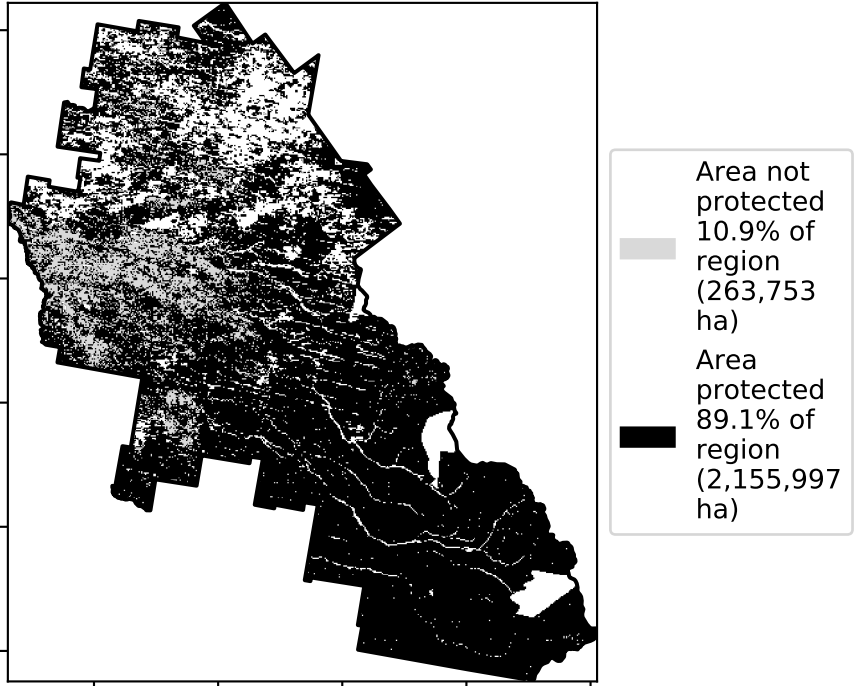 Area not
protected
10.9% of
region
(263,753
ha)
Area
protected
89.1% of
region
(2,155,997
ha)